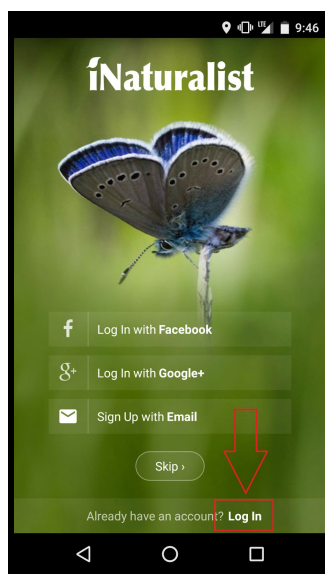 LTE 9:46
iNaturalist
f Log In with Facebook
g+ Log In with Google+
Sign Up with Email
Skip ›
Already have an account? Log In